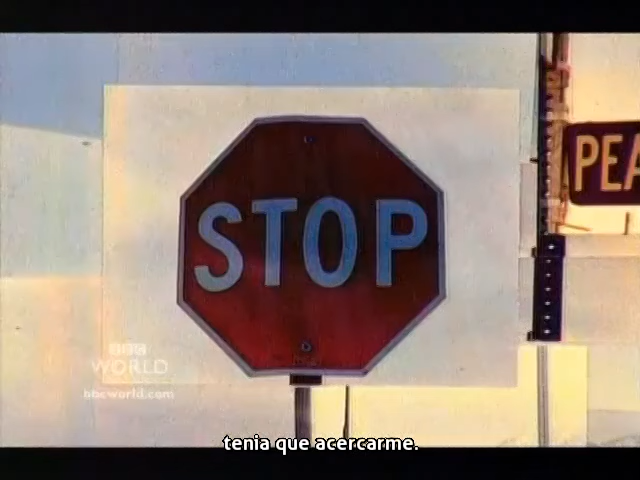 STOP
PEA
BBC
WORLD
bbcworld.com
tenia que acercarme.